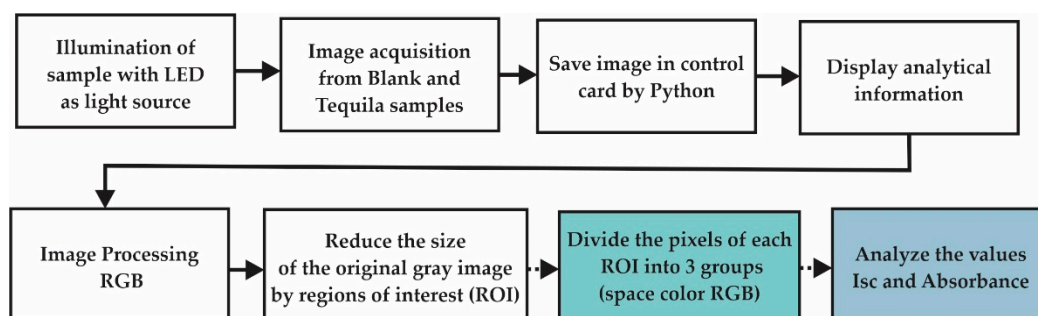 Illumination of
sample with LED
as light source
Image acquisition
from Blank and
Tequila samples
Save image in control
card by Python
Display analytical
information
Image Processing
RGB
Reduce the size
of the original gray image
by regions of interest (ROI)
Divide the pixels of each
ROI into 3 groups
(space color RGB)
Analyze the values
Isc and Absorbance